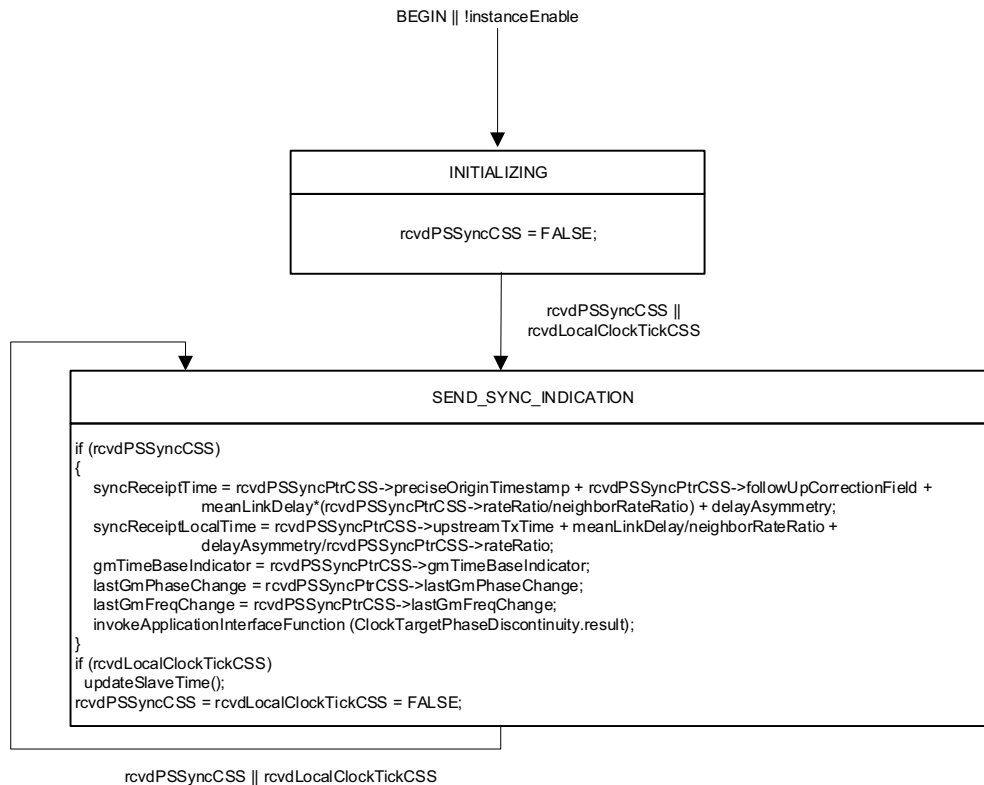 BEGIN || !instanceEnable
INITIALIZING
rcvdPSSyncCSS = FALSE;
rcvdPSSyncCSS ||
rcvdLocalClockTickCSS
SEND_SYNC_INDICATION
if (rcvdPSSyncCSS)
{
syncReceiptTime = rcvdPSSyncPtrCSS->preciseOriginTimestamp + rcvdPSSyncPtrCSS->followUpCorrectionField +
meanLinkDelay*(rcvdPSSyncPtrCSS->rateRatio/neighborRateRatio) + delayAsymmetry;
syncReceiptLocalTime = rcvdPSSyncPtrCSS->upstreamTxTime + meanLinkDelay/neighborRateRatio +
delayAsymmetry/rcvdPSSyncPtrCSS->rateRatio;
gmTimeBaseIndicator = rcvdPSSyncPtrCSS->gmTimeBaseIndicator;
lastGmPhaseChange = rcvdPSSyncPtrCSS->lastGmPhaseChange;
lastGmFreqChange = rcvdPSSyncPtrCSS->lastGmFreqChange;
invokeApplicationInterfaceFunction (ClockTargetPhaseDiscontinuity.result);
}
if (rcvdLocalClockTickCSS)
updateSlaveTime();
rcvdPSSyncCSS = rcvdLocalClockTickCSS = FALSE;
rcvdPSSyncCSS || rcvdLocalClockTickCSS